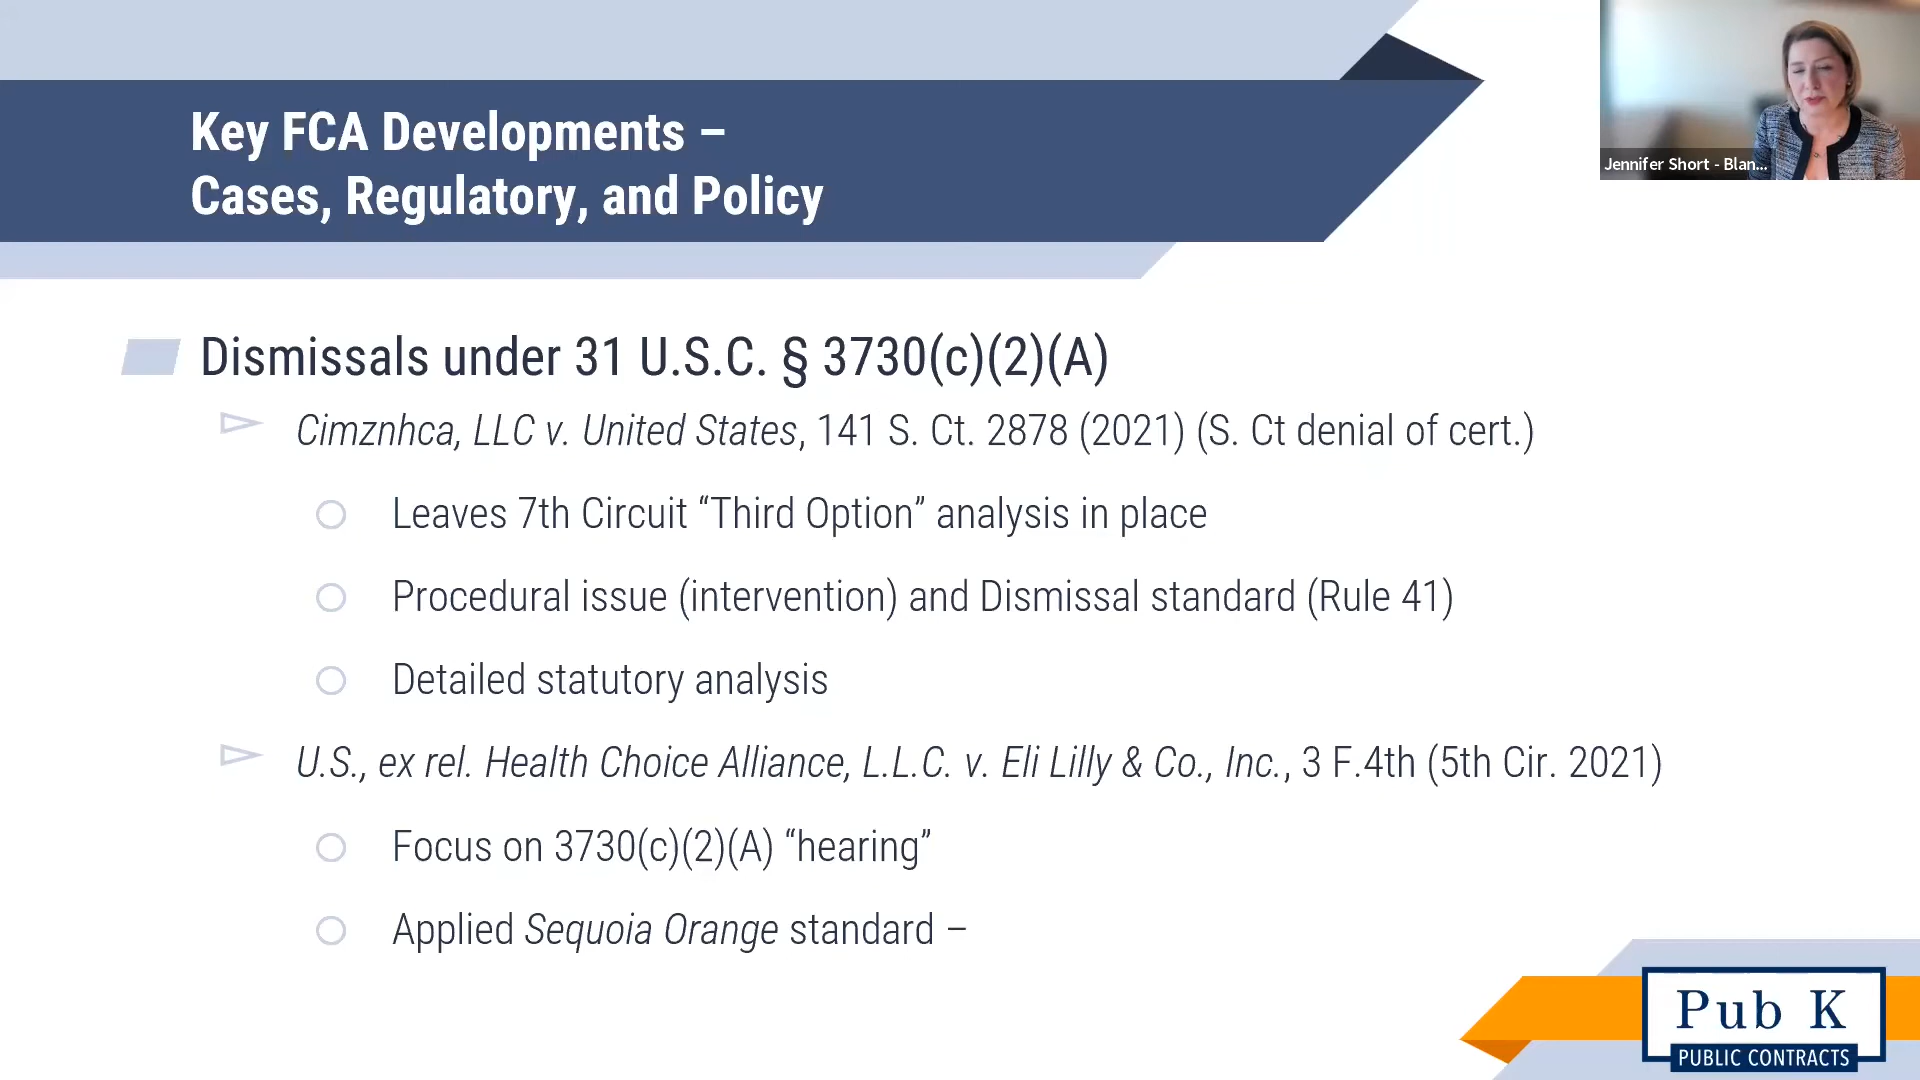 Key FCA Developments –
Cases, Regulatory, and Policy
Jennifer Short - Blan...
Dismissals under 31 U.S.C. § 3730(c)(2)(A)
Cimznhca, LLC v. United States, 141 S. Ct. 2878 (2021) (S. Ct denial of cert.)
Leaves 7th Circuit “Third Option” analysis in place
Procedural issue (intervention) and Dismissal standard (Rule 41)
Detailed statutory analysis
U.S., ex rel. Health Choice Alliance, L.L.C. v. Eli Lilly & Co., Inc., 3 F.4th (5th Cir. 2021)
Focus on 3730(c)(2)(A) “hearing”
Applied Sequoia Orange standard –
Pub K
PUBLIC CONTRACTS